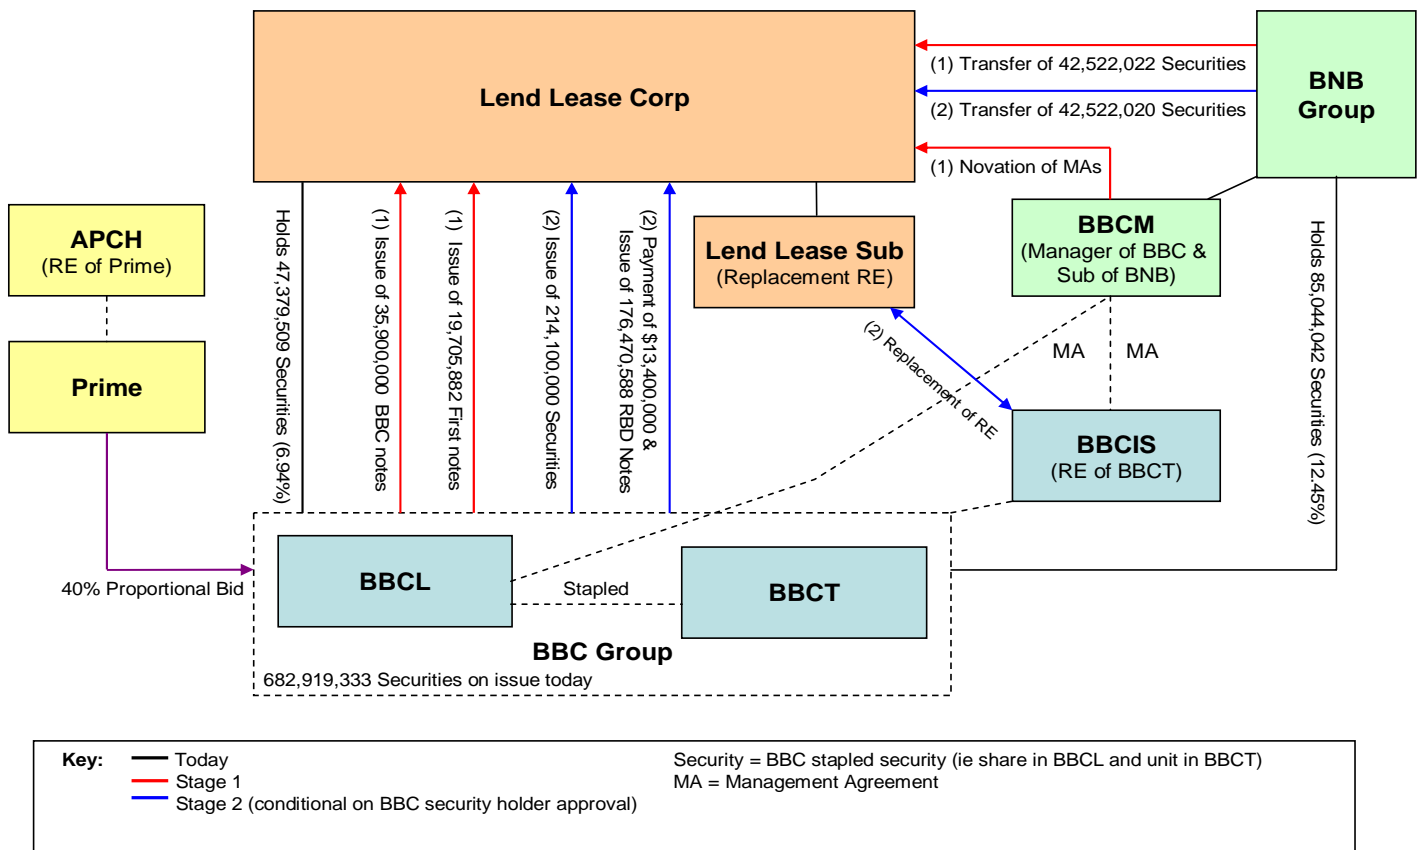 Lend Lease Corp
BNB
Group
(1) Transfer of 42,522,022 Securities
(2) Transfer of 42,522,020 Securities
(1) Novation of MAs
APCH
(RE of Prime)
Prime
40% Proportional Bid
Holds 47,379,509 Securities (6.94%)
(1) Issue of 35,900,000 BBC notes
(1) Issue of 19,705,882 First notes
(2) Issue of 214,100,000 Securities
(2) Payment of $13,400,000 &
Issue of 176,470,588 RBD Notes
Lend Lease Sub
(Replacement RE)
BBCM
(Manager of BBC &
Sub of BNB)
Holds 85,044,042 Securities (12.45%)
(2) Replacement of RE
MA
MA
BBCIS
(RE of BBCT)
BBCL
Stapled
BBCT
BBC Group
682,919,333 Securities on issue today
Key:
Today
Stage 1
Stage 2 (conditional on BBC security holder approval)
Security = BBC stapled security (ie share in BBCL and unit in BBCT)
MA = Management Agreement